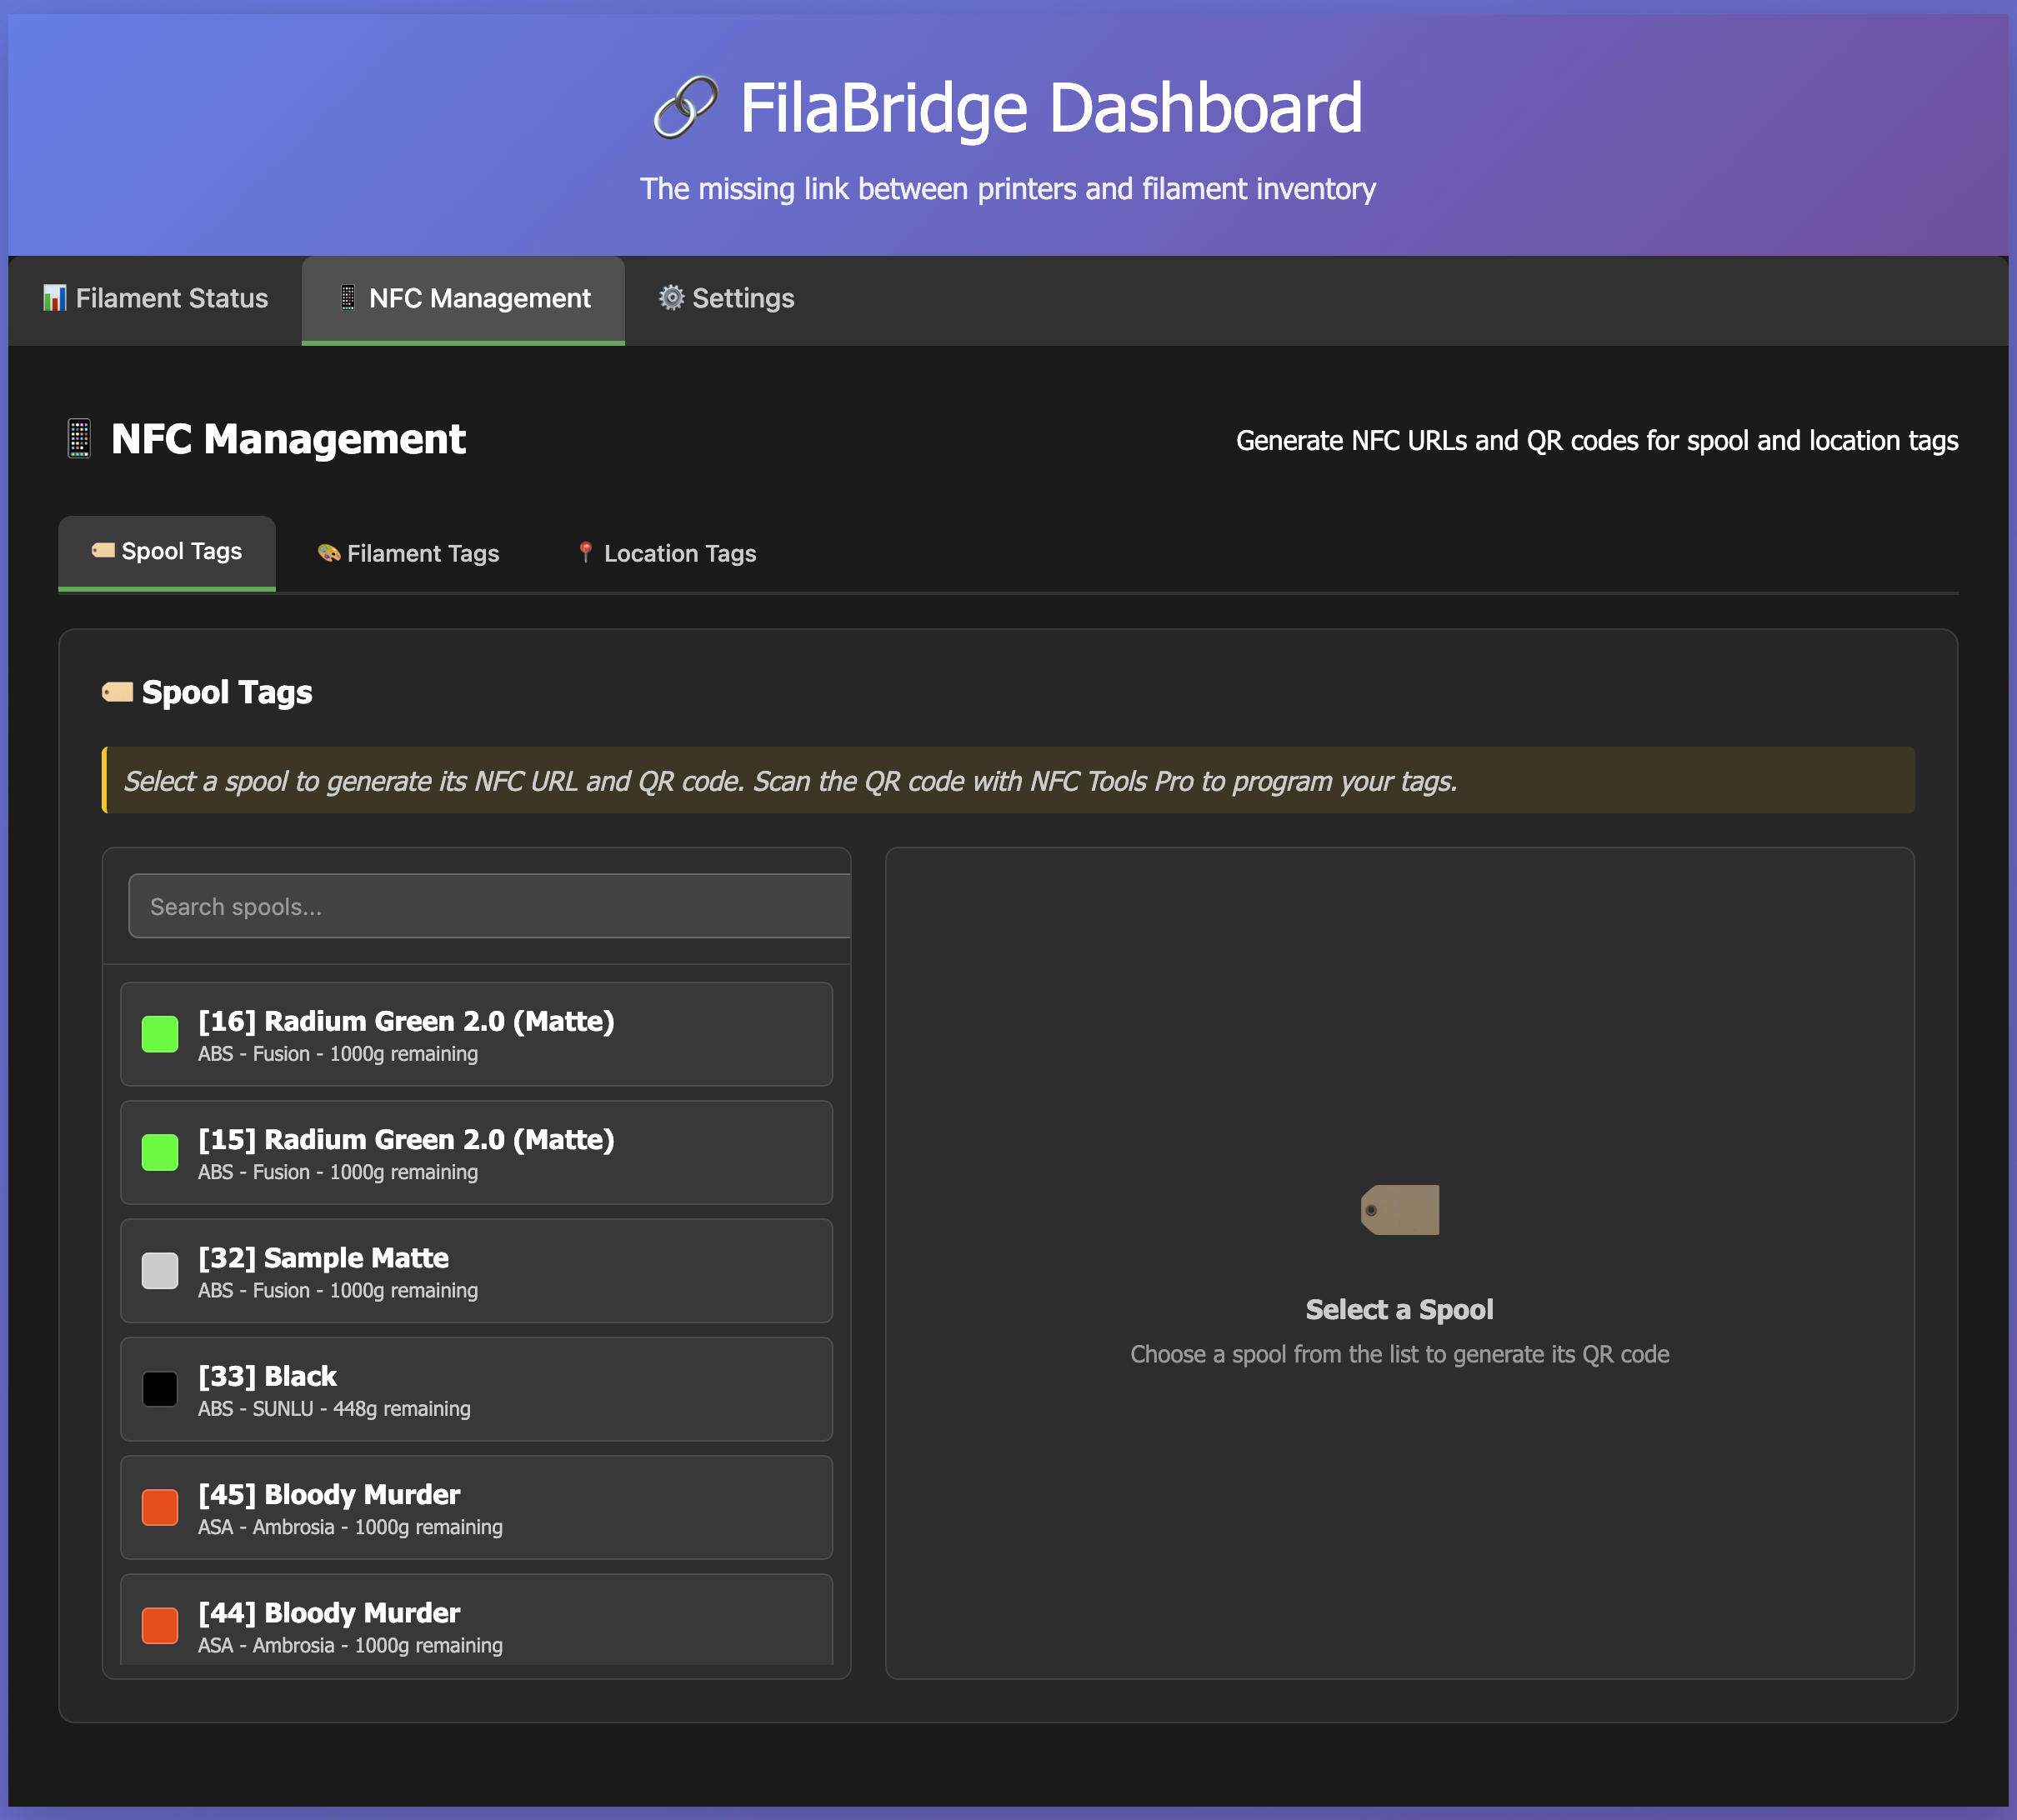 FilaBridge Dashboard
The missing link between printers and filament inventory
Filament Status
NFC Management
Settings
NFC Management
Generate NFC URLs and QR codes for spool and location tags
Spool Tags
Filament Tags
Location Tags
Spool Tags
Select a spool to generate its NFC URL and QR code. Scan the QR code with NFC Tools Pro to program your tags.
Search spools...
[16] Radium Green 2.0 (Matte)
ABS - Fusion - 1000g remaining
[15] Radium Green 2.0 (Matte)
ABS - Fusion - 1000g remaining
[32] Sample Matte
ABS - Fusion - 1000g remaining
[33] Black
ABS - SUNLU - 448g remaining
[45] Bloody Murder
ASA - Ambrosia - 1000g remaining
[44] Bloody Murder
ASA - Ambrosia - 1000g remaining
Select a Spool
Choose a spool from the list to generate its QR code